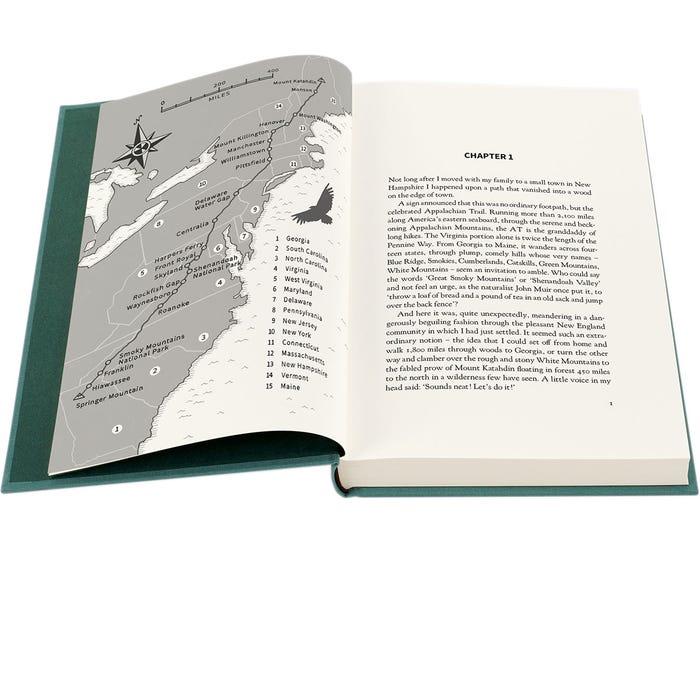 0 200 400
MILES
N
Mount Katahdin
Monson
14
15
Mount Washington
Hanover
13
Mount Killington
Manchester
12
Williamstown
Pittsfield
11
10
Delaware
Water Gap
9
8
Centralia
7
6
Harpers Ferry
Front Royal
Skyland
5
Shenandoah
National Park
Rockfish Gap
4
Waynesboro
Roanoke
3
Smoky Mountains
National Park
2
Franklin
Hiawassee
Springer Mountain
1
1 Georgia
2 South Carolina
3 North Carolina
4 Virginia
5 West Virginia
6 Maryland
7 Delaware
8 Pennsylvania
9 New Jersey
10 New York
11 Connecticut
12 Massachusetts
13 New Hampshire
14 Vermont
15 Maine
CHAPTER 1
Not long after I moved with my family to a small town in New
Hampshire I happened upon a path that vanished into a wood
on the edge of town.
A sign announced that this was no ordinary footpath, but the
celebrated Appalachian Trail. Running more than 2,100 miles
along America's eastern seaboard, through the serene and beck-
oning Appalachian Mountains, the AT is the granddaddy of
long hikes. The Virginia portion alone is twice the length of the
Pennine Way. From Georgia to Maine, it wanders across four-
teen states, through plump, comely hills whose very names –
Blue Ridge, Smokies, Cumberlands, Catskills, Green Mountains,
White Mountains – seem an invitation to amble. Who could say
the words 'Great Smoky Mountains' or 'Shenandoah Valley'
and not feel an urge, as the naturalist John Muir once put it, to
'throw a loaf of bread and a pound of tea in an old sack and jump
over the back fence'?
And here it was, quite unexpectedly, meandering in a dan-
gerously beguiling fashion through the pleasant New England
community in which I had just settled. It seemed such an extra-
ordinary notion – the idea that I could set off from home and
walk 1,800 miles through woods to Georgia, or turn the other
way and clamber over the rough and stony White Mountains to
the fabled prow of Mount Katahdin floating in forest 450 miles
to the north in a wilderness few have seen. A little voice in my
head said: 'Sounds neat! Let's do it!'
1